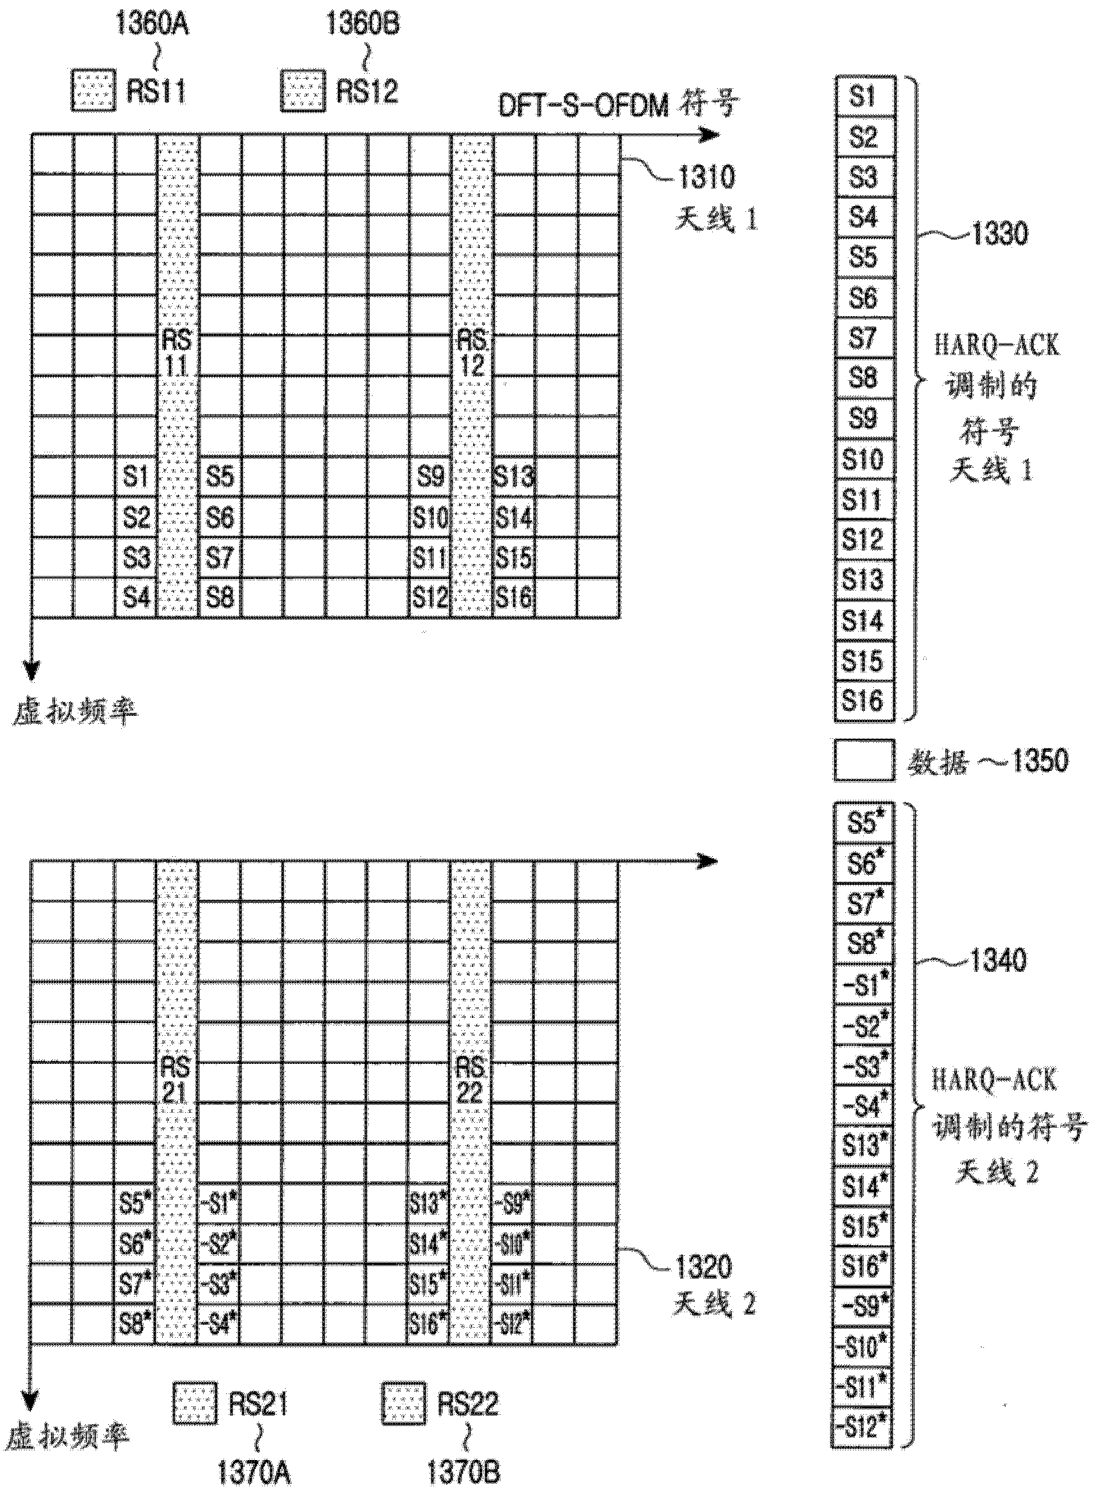 1360A
1360B
RS11
RS12
DFT-S-OFDM 符号
1310
天线1
RS
11
RS
12
S1 S5 S9 S13
S2 S6 S10 S14
S3 S7 S11 S15
S4 S8 S12 S16
虚拟频率
S1
S2
S3
S4
S5
S6
S7
S8
S9
S10
S11
S12
S13
S14
S15
S16
1330
HARQ-ACK
调制的
符号
天线1
数据
1350
RS
21
RS
22
S5* -S1* S13* -S9*
S6* -S2* S14* -S10*
S7* -S3* S15* -S11*
S8* -S4* S16* -S12*
1320
天线2
虚拟频率
RS21
RS22
1370A
1370B
S5*
S6*
S7*
S8*
-S1*
-S2*
-S3*
-S4*
S13*
S14*
S15*
S16*
-S9*
-S10*
-S11*
-S12*
1340
HARQ-ACK
调制的符号
天线2